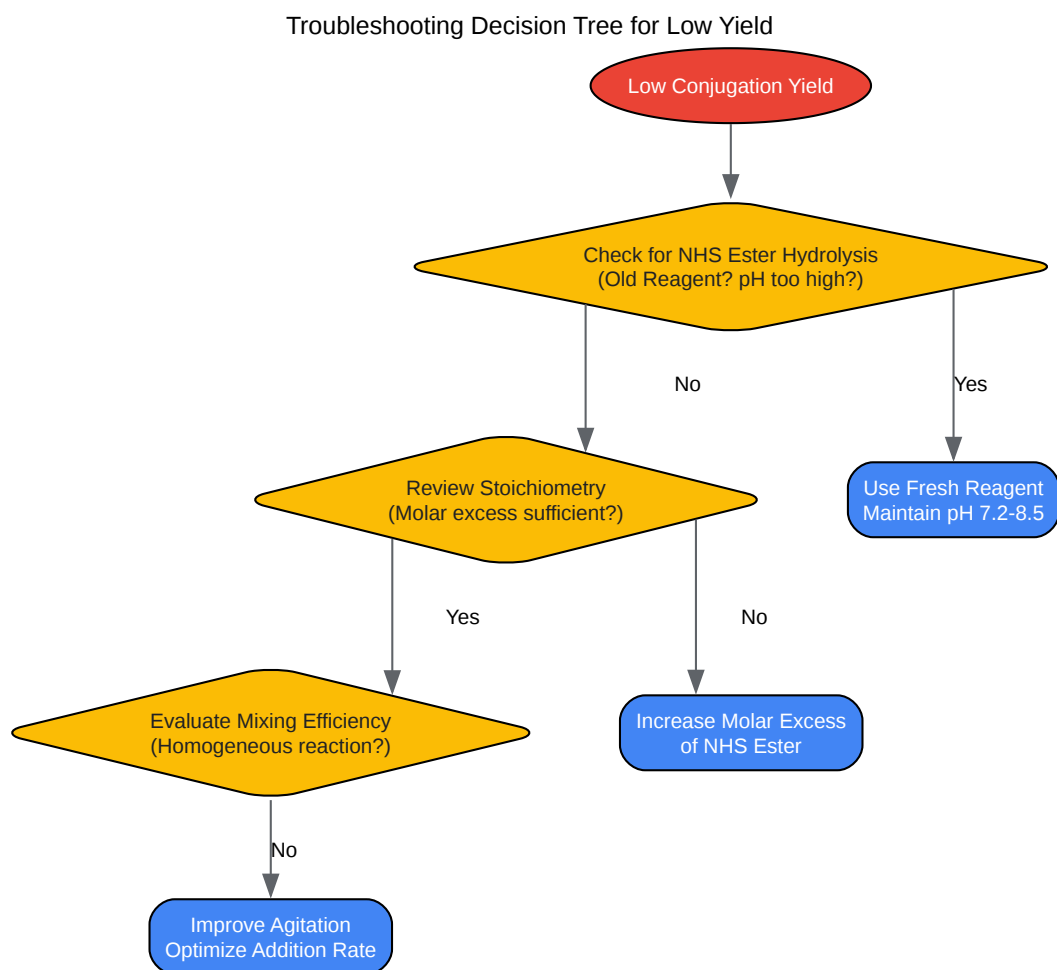 Troubleshooting Decision Tree for Low Yield
Low Conjugation Yield
Check for NHS Ester Hydrolysis
(Old Reagent? pH too high?)
No
Yes
Review Stoichiometry
(Molar excess sufficient?)
Use Fresh Reagent
Maintain pH 7.2-8.5
Yes
No
Evaluate Mixing Efficiency
(Homogeneous reaction?)
Increase Molar Excess
of NHS Ester
No
Improve Agitation
Optimize Addition Rate